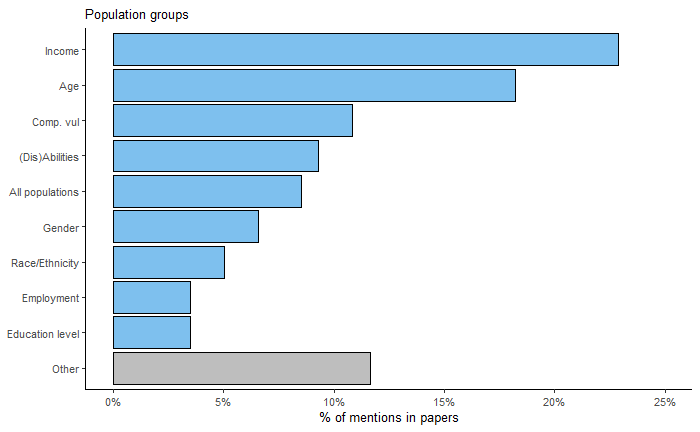 Population groups
Income
Age
Comp. vul
(Dis)Abilities
All populations
Gender
Race/Ethnicity
Employment
Education level
Other
0% 5% 10% 15% 20% 25%
% of mentions in papers